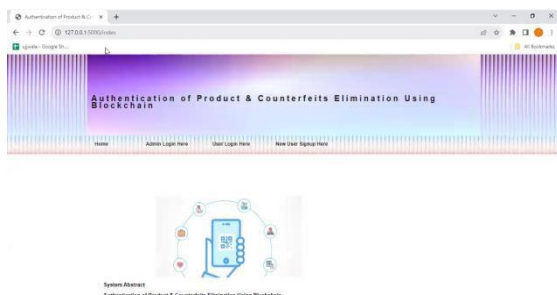 Authentication of Product & C
127.0.0.1:5000/index
All Bookmarks
Authentication of Product & Counterfeits Elimination Using
Blockchain
Home Admin Login Here User Login Here New User Signup Here
System Abstract
Authentication of Product & Counterfeits Elimination Using Blockchain